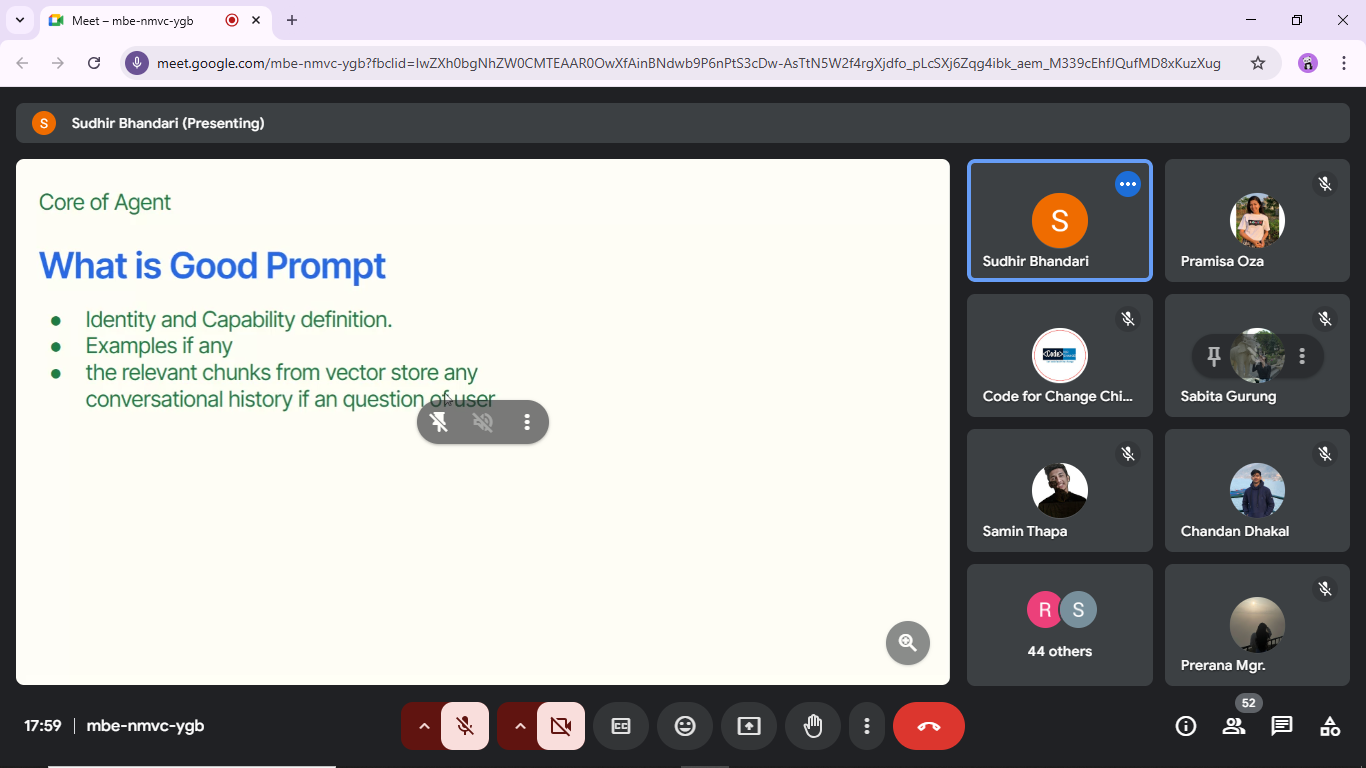 Meet – mbe-nmvc-ygb
meet.google.com/mbe-nmvc-ygb?fbclid=IwZXh0bgNhZW0CMTEAAR0OwXfAinBNdwb9P6nPtS3cDw-AsTtN5W2f4rgXjdfo_pLcSXj6Zqg4ibk_aem_M339cEhfJQufMD8xKuzXug
S
Sudhir Bhandari (Presenting)
Core of Agent
What is Good Prompt
● Identity and Capability definition.
● Examples if any
● the relevant chunks from vector store any
conversational history if an question of user
S
Sudhir Bhandari
Pramisa Oza
<Code>
Code for Change Chi...
Sabita Gurung
Samin Thapa
Chandan Dhakal
R S
44 others
Prerana Mgr.
17:59 | mbe-nmvc-ygb
52